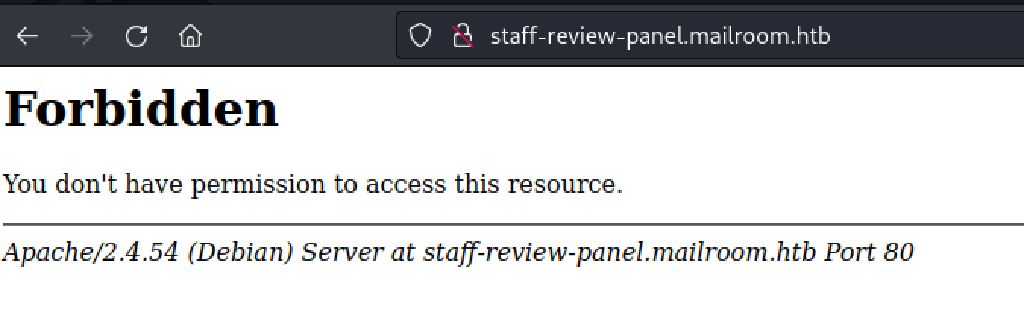 staff-review-panel.mailroom.htb
Forbidden
You don't have permission to access this resource.
Apache/2.4.54 (Debian) Server at staff-review-panel.mailroom.htb Port 80